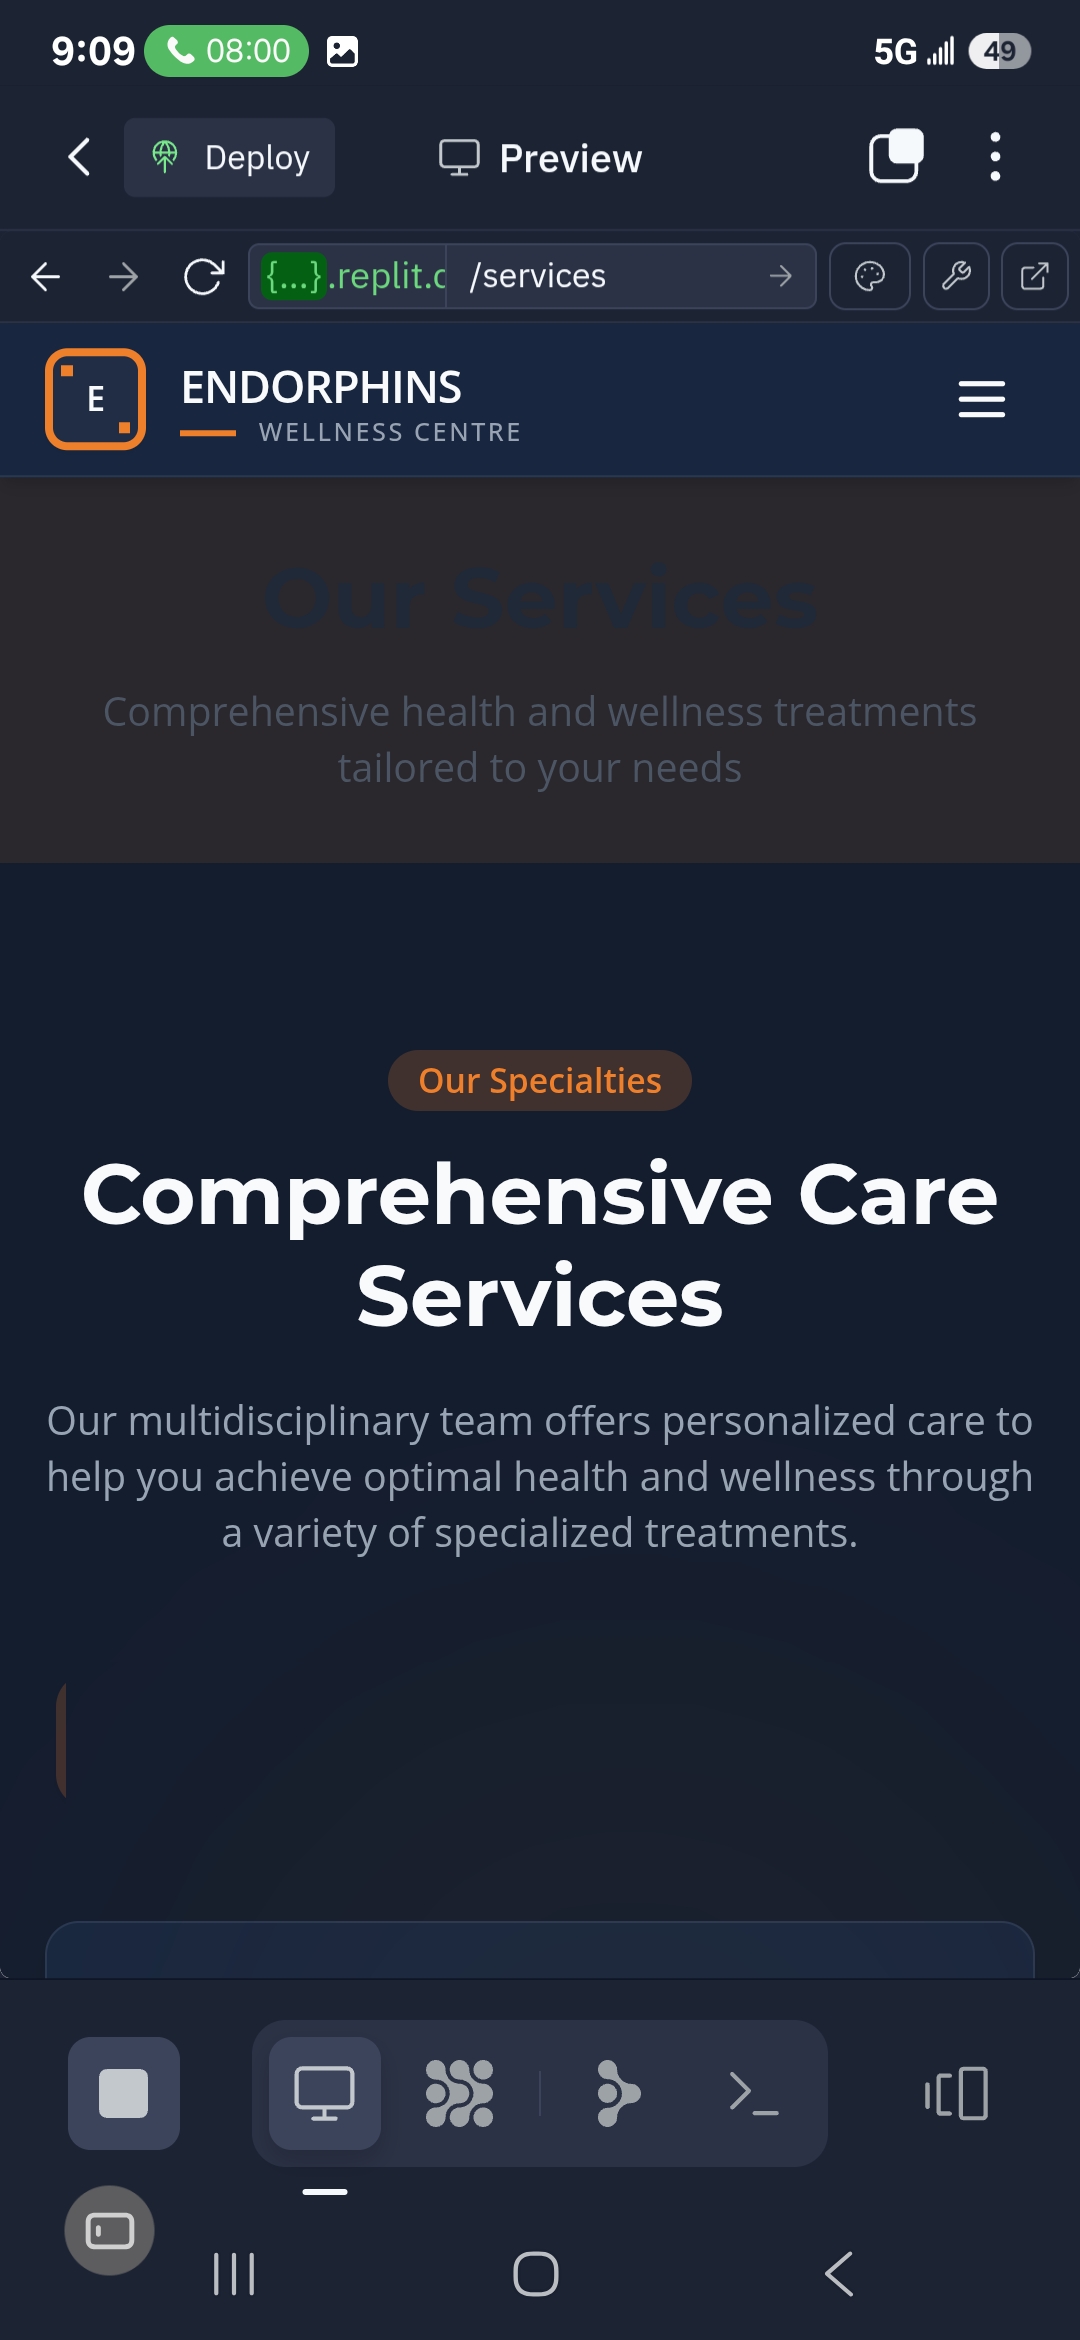 9:09 08:00 5G 49
Deploy Preview
{...}.replit.c /services
E
ENDORPHINS
WELLNESS CENTRE
Our Services
Comprehensive health and wellness treatments
tailored to your needs
Our Specialties
Comprehensive Care
Services
Our multidisciplinary team offers personalized care to
help you achieve optimal health and wellness through
a variety of specialized treatments.